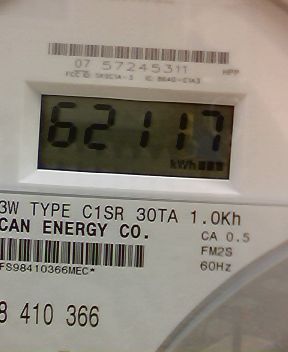 07 57245311
HPP
62117
kWh
3W TYPE C1SR 30TA 1.0Kh
CAN ENERGY CO.
CA 0.5
FM2S
60Hz
FS98410366MEC*
8 410 366